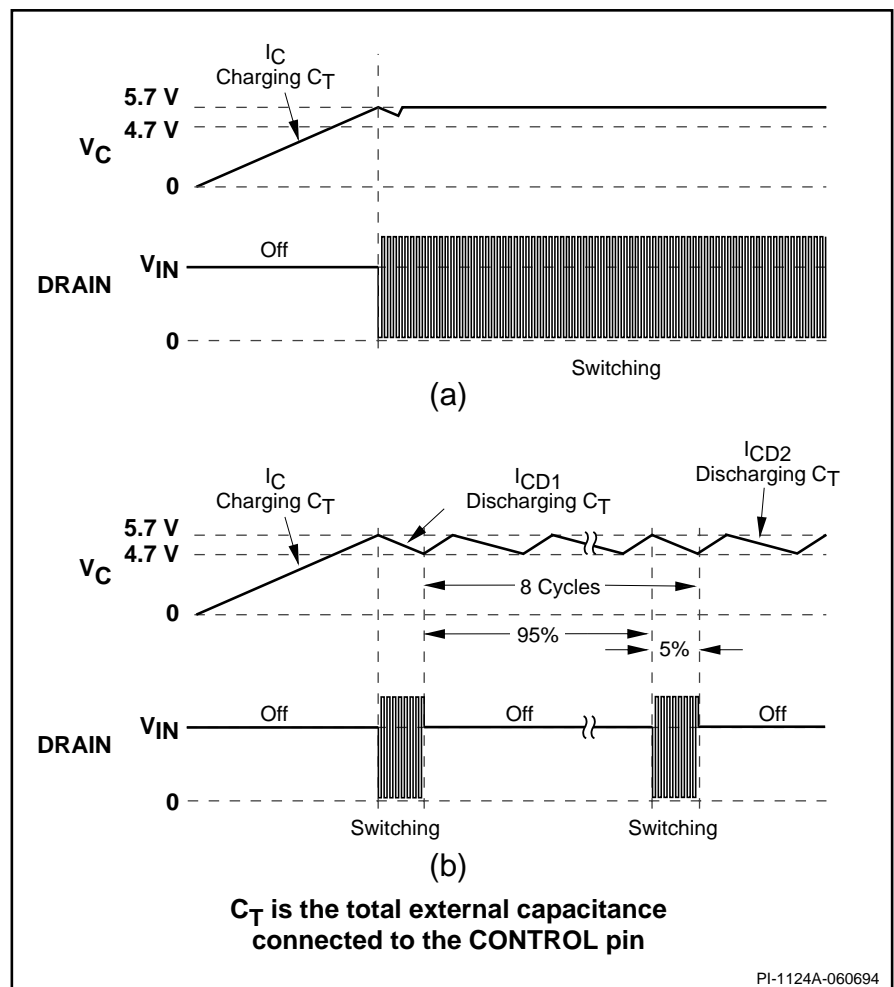 IC
Charging CT
5.7 V
4.7 V
VC
0
Off
VIN
DRAIN
0
Switching
(a)
IC
Charging CT
ICD1
Discharging CT
ICD2
Discharging CT
5.7 V
4.7 V
VC
8 Cycles
0
95%
5%
Off
Off
Off
VIN
DRAIN
0
Switching
Switching
(b)
CT is the total external capacitance
connected to the CONTROL pin
PI-1124A-060694